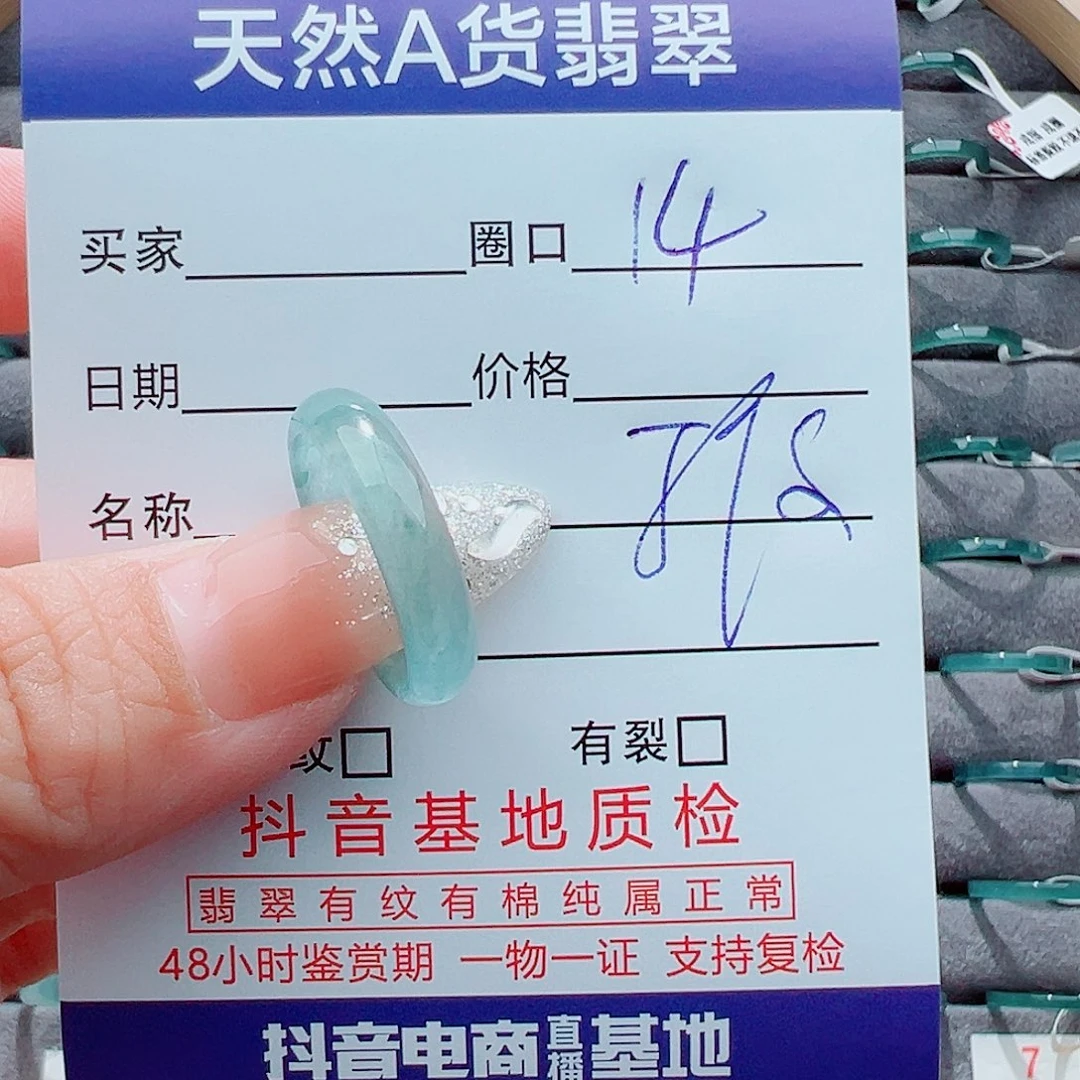 天然A货翡翠
买家 圈口 14
日期 价格
名称
纹□ 有裂□
抖音基地质检
翡翠有纹有棉纯属正常
48小时鉴赏期 一物一证 支持复检
抖音电商直播基地
7